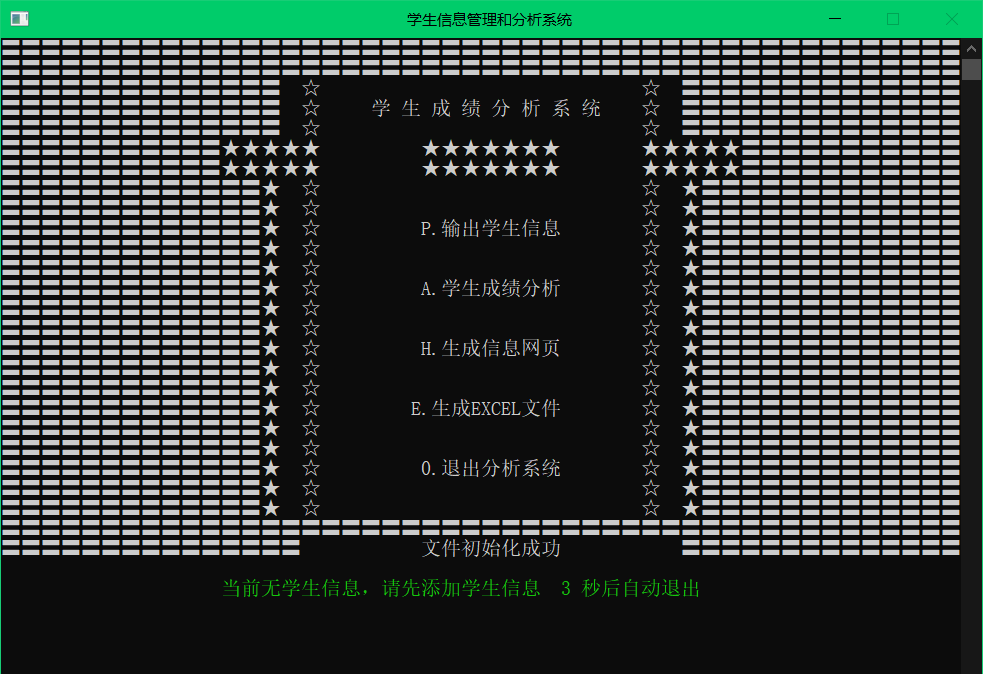 学生信息管理和分析系统
学 生 成 绩 分 析 系 统
P.输出学生信息
A.学生成绩分析
H.生成信息网页
E.生成EXCEL文件
0.退出分析系统
文件初始化成功
当前无学生信息，请先添加学生信息 3 秒后自动退出